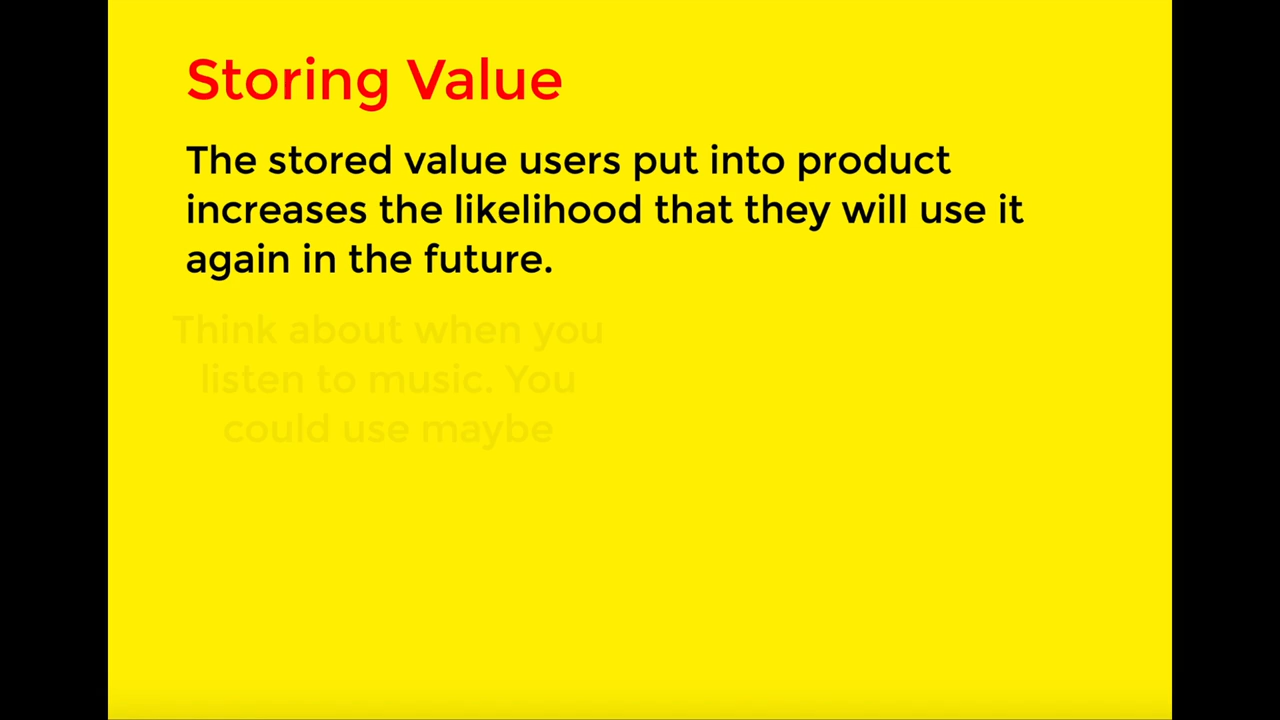 Storing Value
The stored value users put into product
increases the likelihood that they will use it
again in the future.
Think about when you
listen to music. You
could use maybe